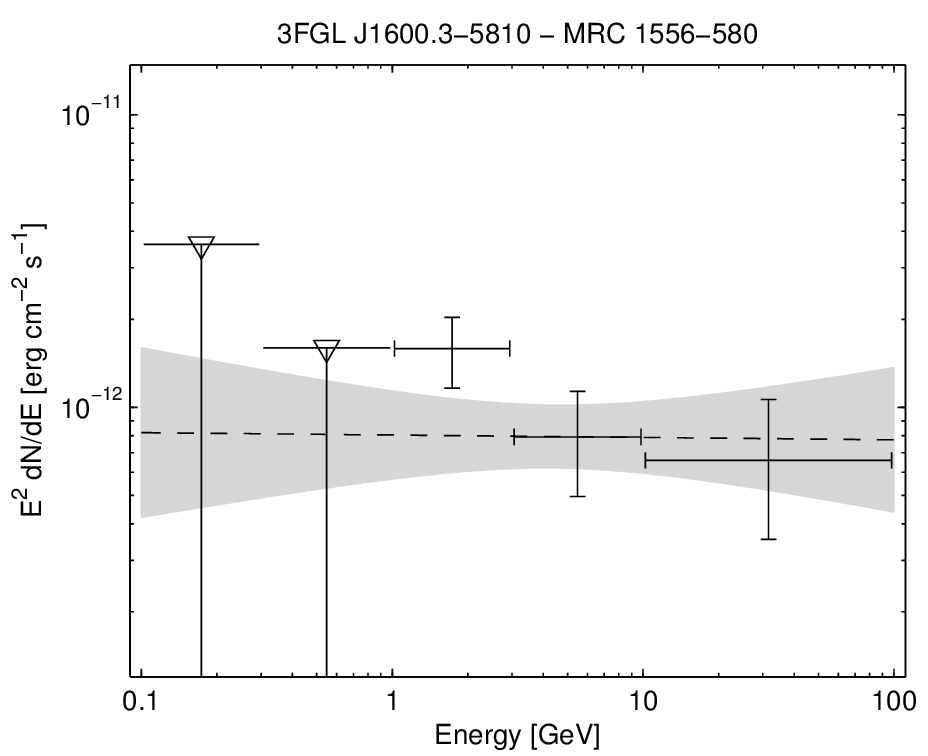 3FGL J1600.3−5810 − MRC 1556−580
10⁻¹¹
10⁻¹²
E² dN/dE [erg cm⁻² s⁻¹]
0.1 1 10 100
Energy [GeV]